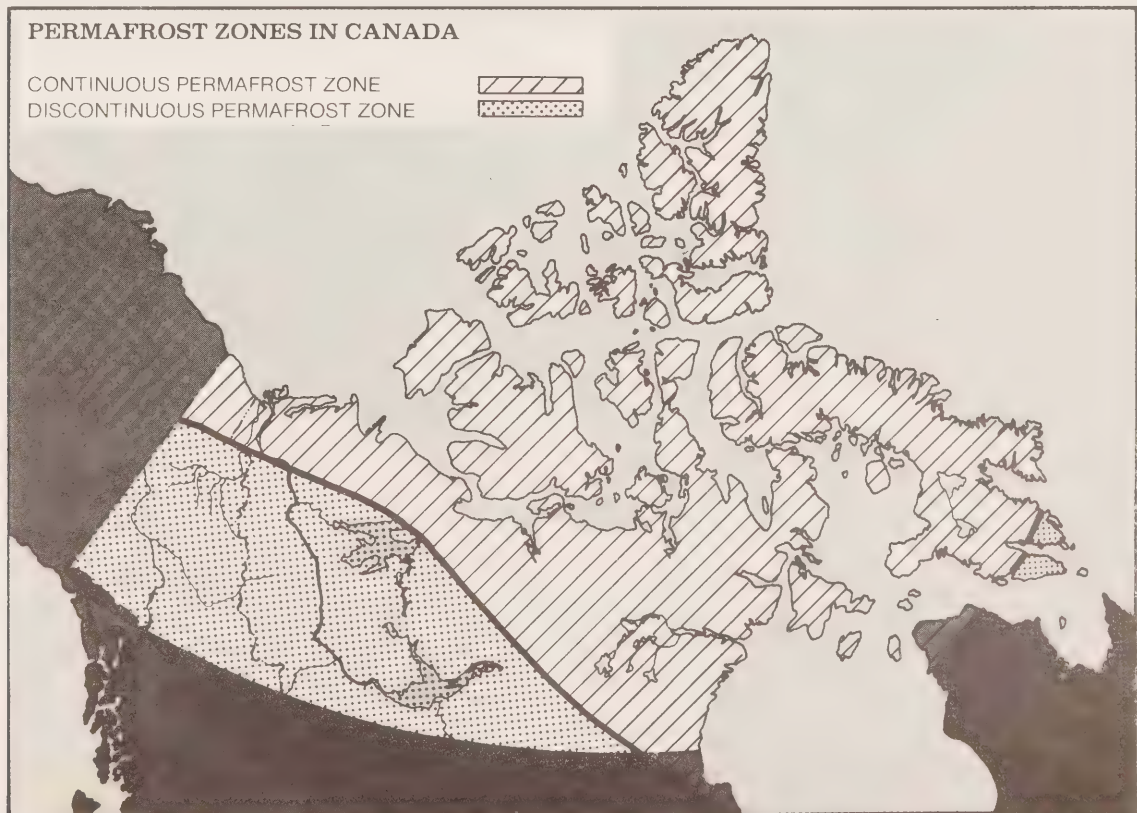 PERMAFROST ZONES IN CANADA
CONTINUOUS PERMAFROST ZONE
DISCONTINUOUS PERMAFROST ZONE